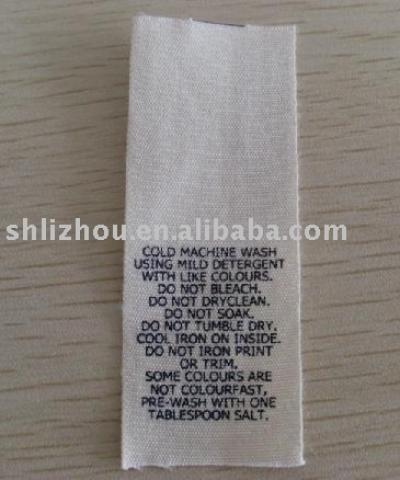 shlizhou.en.alibaba.com
COLD MACHINE WASH
USING MILD DETERGENT
WITH LIKE COLOURS.
DO NOT BLEACH.
DO NOT DRYCLEAN.
DO NOT SOAK.
DO NOT TUMBLE DRY.
COOL IRON ON INSIDE.
DO NOT IRON PRINT
OR TRIM.
SOME COLOURS ARE
NOT COLOURFAST,
PRE-WASH WITH ONE
TABLESPOON SALT.